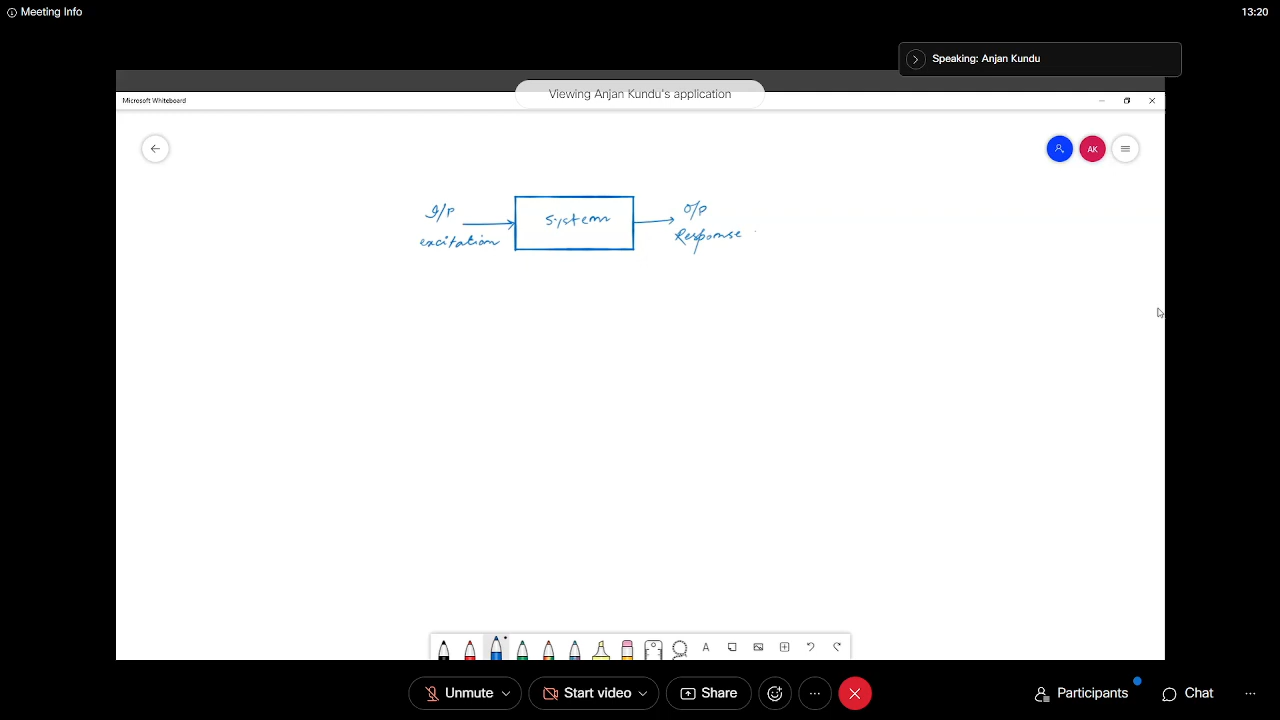 Meeting Info
13:20
Speaking: Anjan Kundu
Viewing Anjan Kundu's application
Microsoft Whiteboard
AK
I/P
excitation
System
O/P
Response
A
Unmute
Start video
Share
Participants
Chat